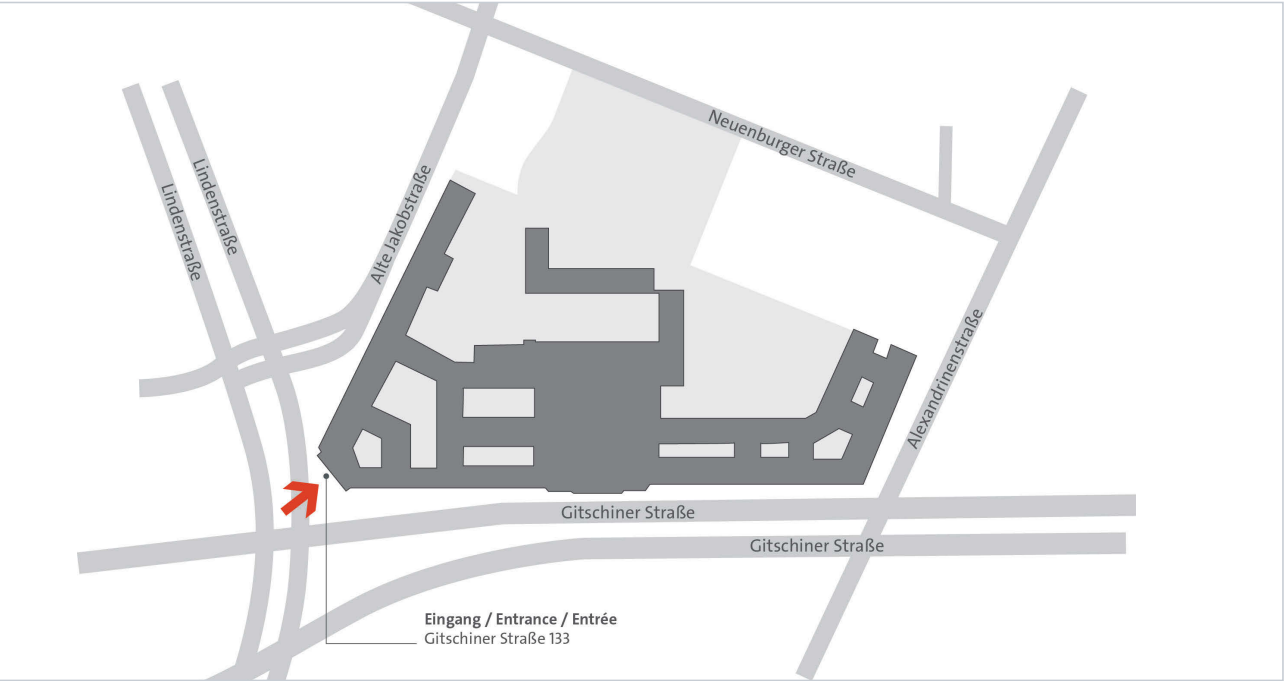 Neuenburger Straße
Lindenstraße
Lindenstraße
Alte Jakobstraße
Alexandrinenstraße
Gitschiner Straße
Gitschiner Straße
Eingang / Entrance / Entrée
Gitschiner Straße 133